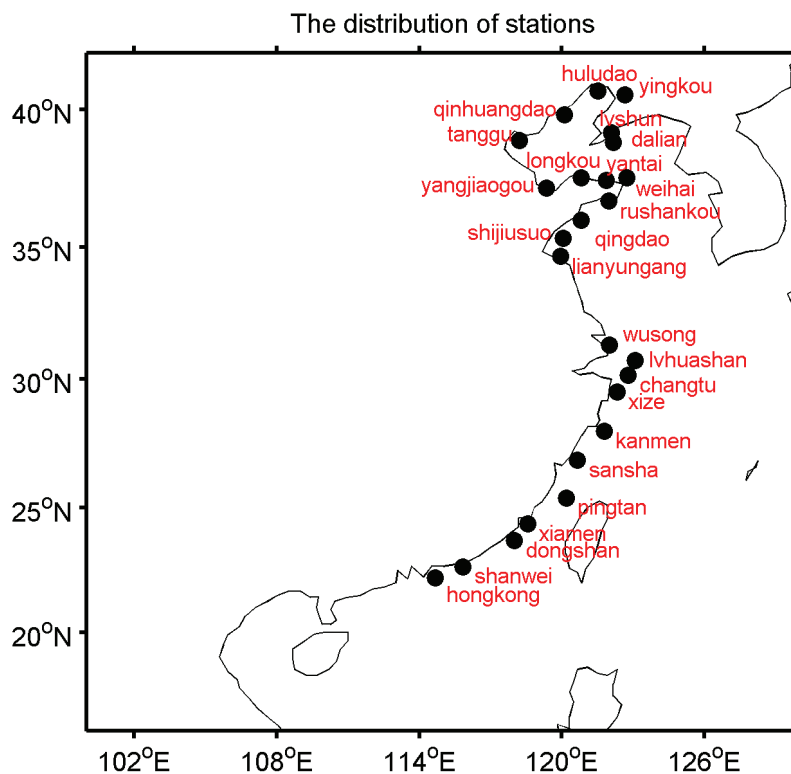 The distribution of stations
huludao
yingkou
40°N
qinhuangdao
lvshun
tanggu
dalian
longkou
yantai
yangjiaogou
weihai
rushankou
shijiusuo
qingdao
35°N
lianyungang
wusong
lvhuashan
30°N
changtu
xize
kanmen
sansha
25°N
pingtan
xiamen
dongshan
shanwei
hongkong
20°N
102°E 108°E 114°E 120°E 126°E